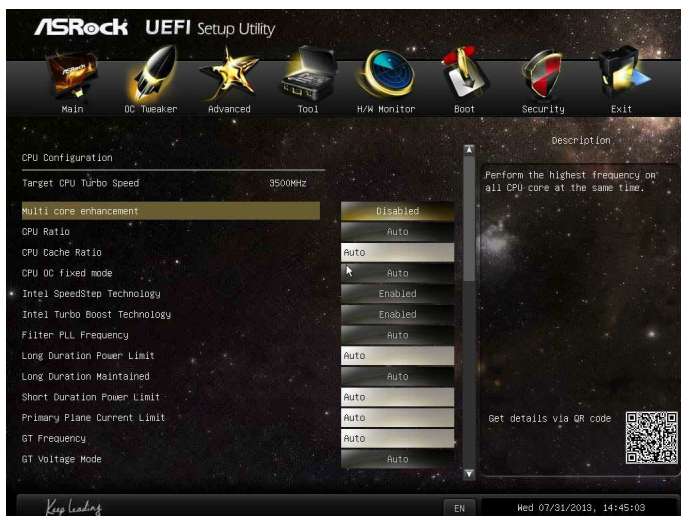 ASRock UEFI Setup Utility
Main OC Tweaker Advanced Tool H/W Monitor Boot Security Exit
Description
CPU Configuration
Perform the highest frequency on all CPU core at the same time.
Target CPU Turbo Speed 3500MHz
Multi core enhancement Disabled
CPU Ratio Auto
CPU Cache Ratio Auto
CPU OC fixed mode Auto
Intel SpeedStep Technology Enabled
Intel Turbo Boost Technology Enabled
Filter PLL Frequency Auto
Long Duration Power Limit Auto
Long Duration Maintained Auto
Short Duration Power Limit Auto
Primary Plane Current Limit Auto
GT Frequency Auto
GT Voltage Mode Auto
Get details via QR code
Keep Leading
EN
Wed 07/31/2013, 14:45:03